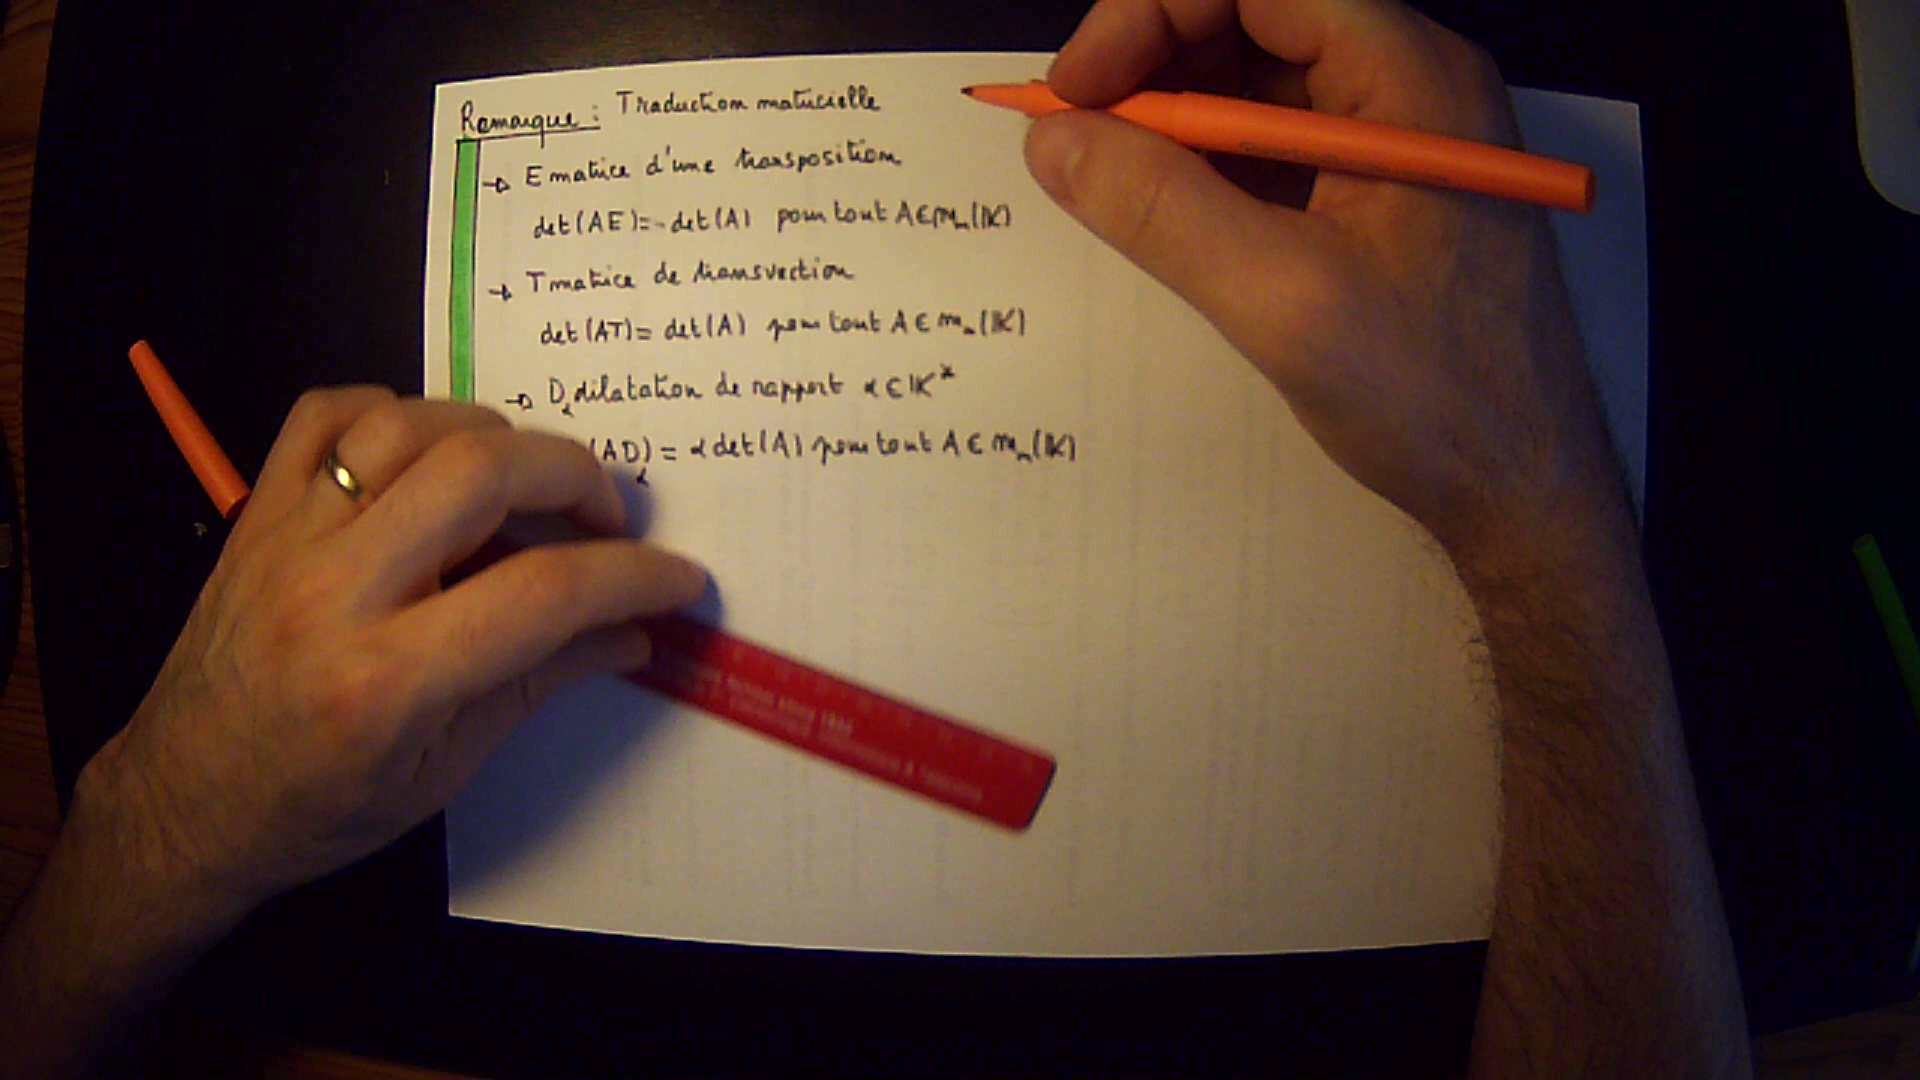 Remarque : Traduction matricielle
→ E matrice d'une transposition
det(AE)=-det(A) pour tout A∈Mn(K)
→ T matrice de transvection
det(AT)= det(A) pour tout A∈Mn(K)
→ Dα dilatation de rapport α∈K*
(ADα) = α det(A) pour tout A∈Mn(K)